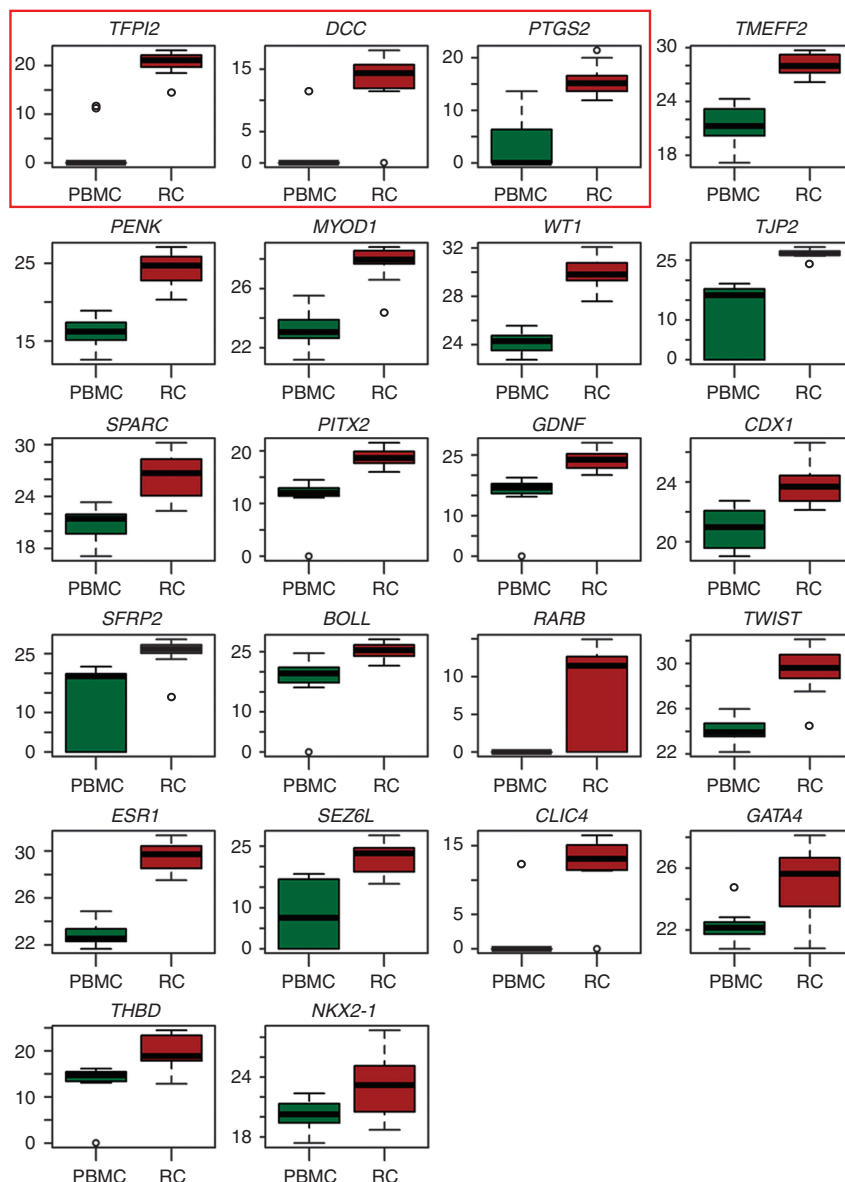 TFPI2 DCC PTGS2 TMEFF2
20 10 0 15 5 0 20 10 0 30 26 22 18
PBMC RC PBMC RC PBMC RC PBMC RC
PENK MYOD1 WT1 TJP2
25 15 26 22 32 28 24 25 10 0
PBMC RC PBMC RC PBMC RC PBMC RC
SPARC PITX2 GDNF CDX1
30 26 22 18 20 10 0 25 15 0 24 20
PBMC RC PBMC RC PBMC RC PBMC RC
SFRP2 BOLL RARB TWIST
25 10 0 25 10 0 10 5 0 30 26 22
PBMC RC PBMC RC PBMC RC PBMC RC
ESR1 SEZ6L CLIC4 GATA4
30 26 22 25 10 0 15 5 0 26 22
PBMC RC PBMC RC PBMC RC PBMC RC
THBD NKX2-1
20 10 0 24 18
PBMC RC PBMC RC